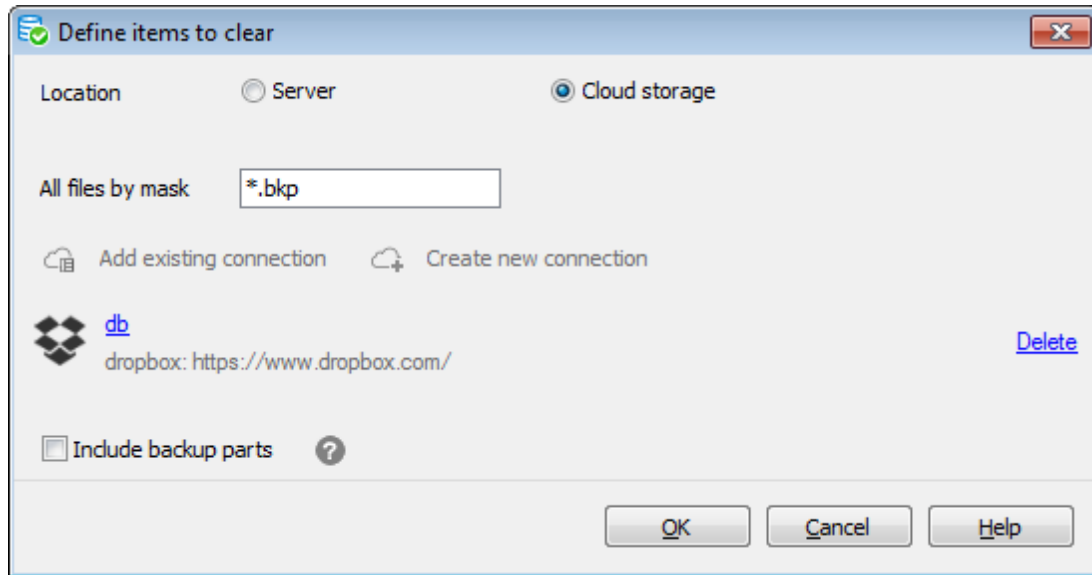 Define items to clear
Location Server Cloud storage
All files by mask *.bkp
Add existing connection Create new connection
db
dropbox: https://www.dropbox.com/
Delete
Include backup parts ?
OK Cancel Help